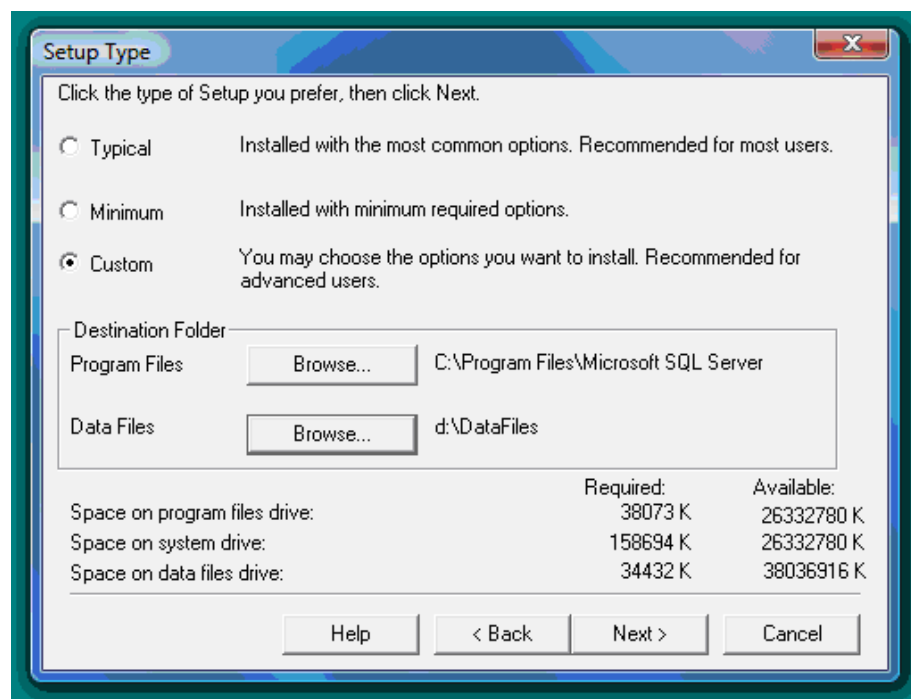 Setup Type
Click the type of Setup you prefer, then click Next.
Typical Installed with the most common options. Recommended for most users.
Minimum Installed with minimum required options.
Custom You may choose the options you want to install. Recommended for
advanced users.
Destination Folder
Program Files Browse... C:\Program Files\Microsoft SQL Server
Data Files Browse... d:\DataFiles
Required: Available:
Space on program files drive: 38073 K 26332780 K
Space on system drive: 158694 K 26332780 K
Space on data files drive: 34432 K 38036916 K
Help < Back Next > Cancel